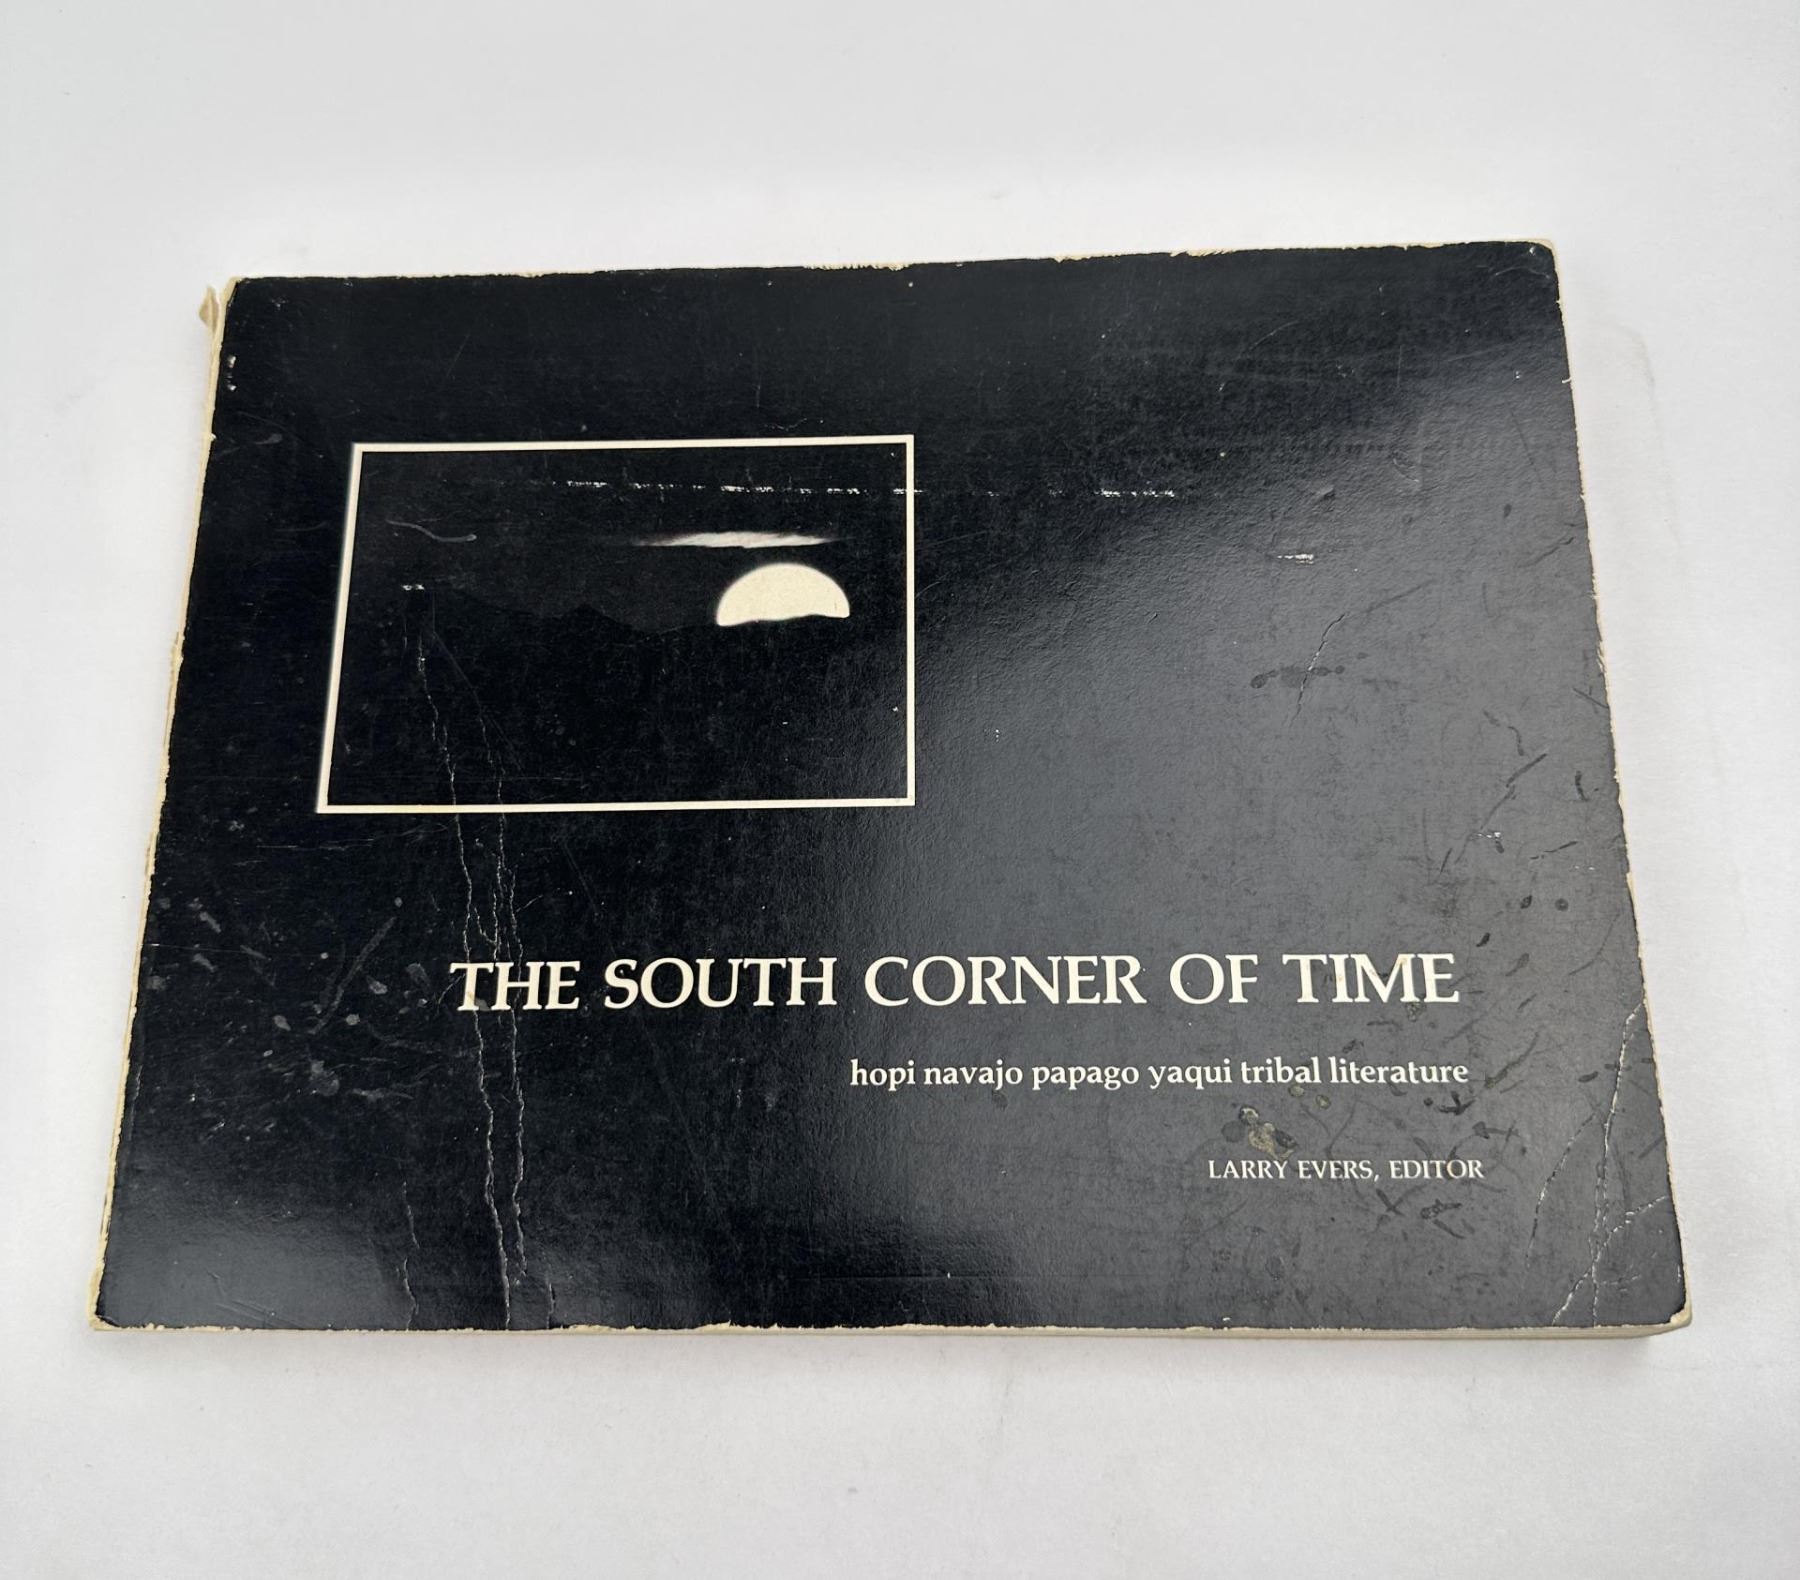 THE SOUTH CORNER OF TIME
hopi navajo papago yaqui tribal literature
LARRY EVERS, EDITOR